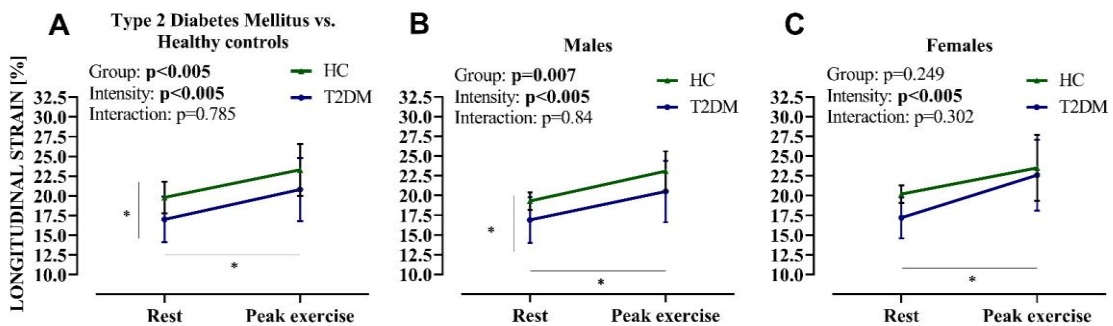 A
Type 2 Diabetes Mellitus vs.
Healthy controls
LONGITUDINAL STRAIN [%]
Group: p<0.005
Intensity: p<0.005
Interaction: p=0.785
HC
T2DM
32.5
30.0
27.5
25.0
22.5
20.0
17.5
15.0
12.5
10.0
*
*
Rest Peak exercise
B
Males
Group: p=0.007
Intensity: p<0.005
Interaction: p=0.84
HC
T2DM
32.5
30.0
27.5
25.0
22.5
20.0
17.5
15.0
12.5
10.0
*
*
Rest Peak exercise
C
Females
Group: p=0.249
Intensity: p<0.005
Interaction: p=0.302
HC
T2DM
32.5
30.0
27.5
25.0
22.5
20.0
17.5
15.0
12.5
10.0
*
Rest Peak exercise